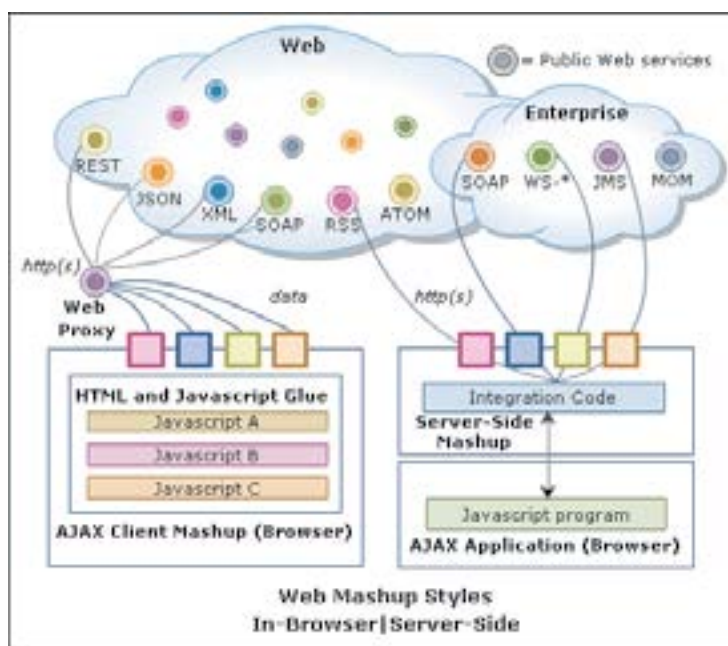 Web
= Public Web services
Enterprise
REST
JSON
XML
SOAP
RSS
ATOM
SOAP
WS-*
JMS
MOM
http(s)
Web
Proxy
data
http(s)
HTML and Javascript Glue
Javascript A
Javascript B
Javascript C
AJAX Client Mashup (Browser)
Integration Code
Server-Side
Mashup
Javascript program
AJAX Application (Browser)
Web Mashup Styles
In-Browser|Server-Side